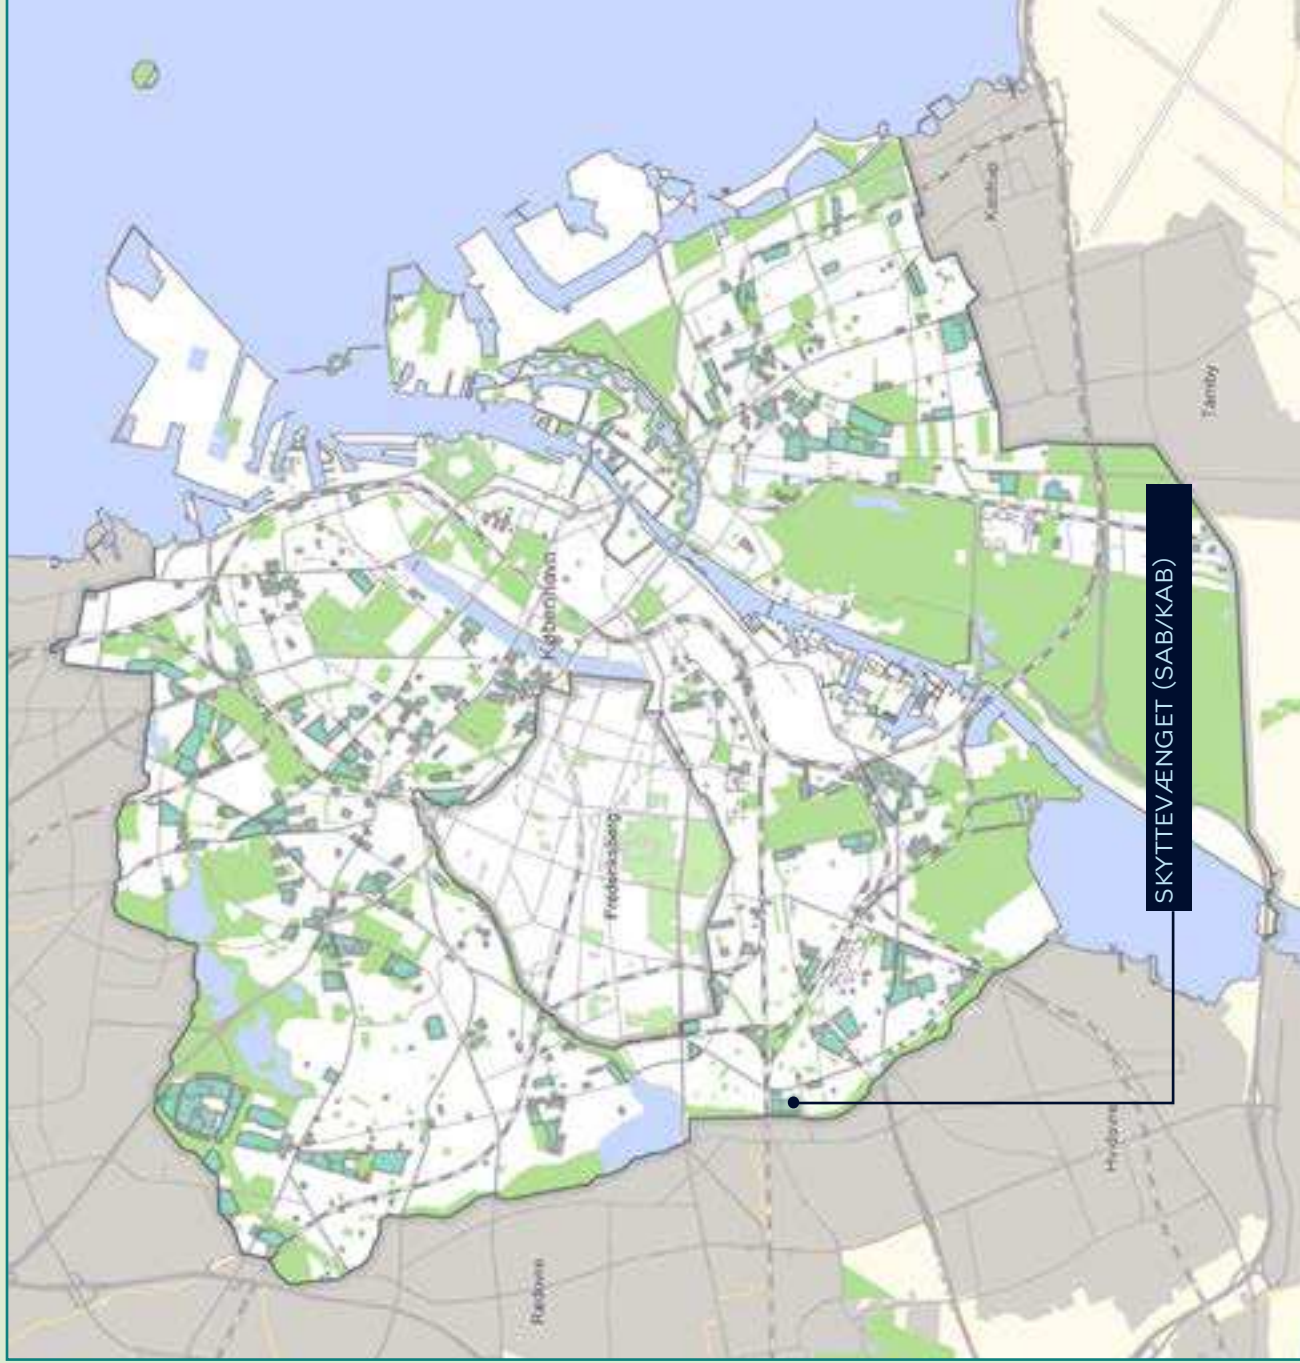 København
Frederiksberg
Kastrup
Tårnby
Rødovre
Hvidovre
SKYTTEVÆNGET (SAB/KAB)